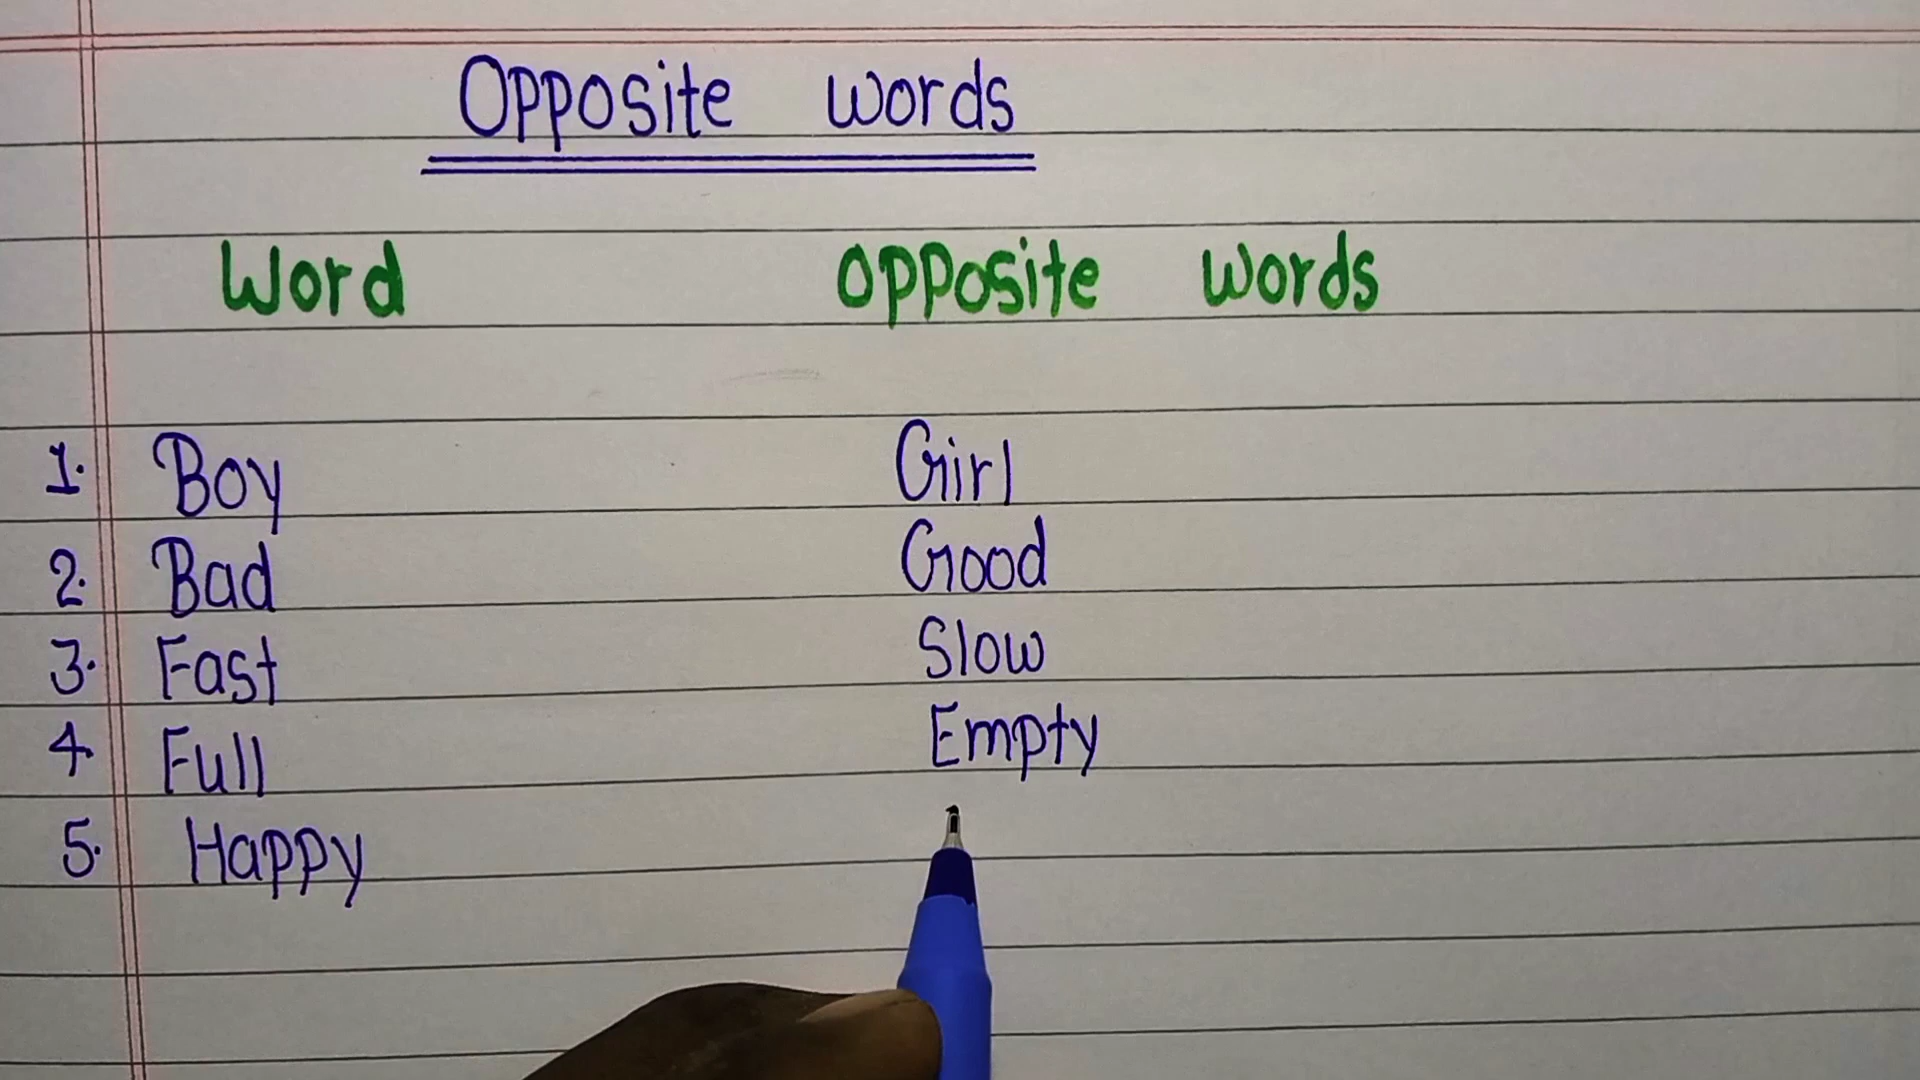 Opposite words
Word opposite words
1. Boy Girl
2. Bad Good
3. Fast Slow
4. Full Empty
5. Happy